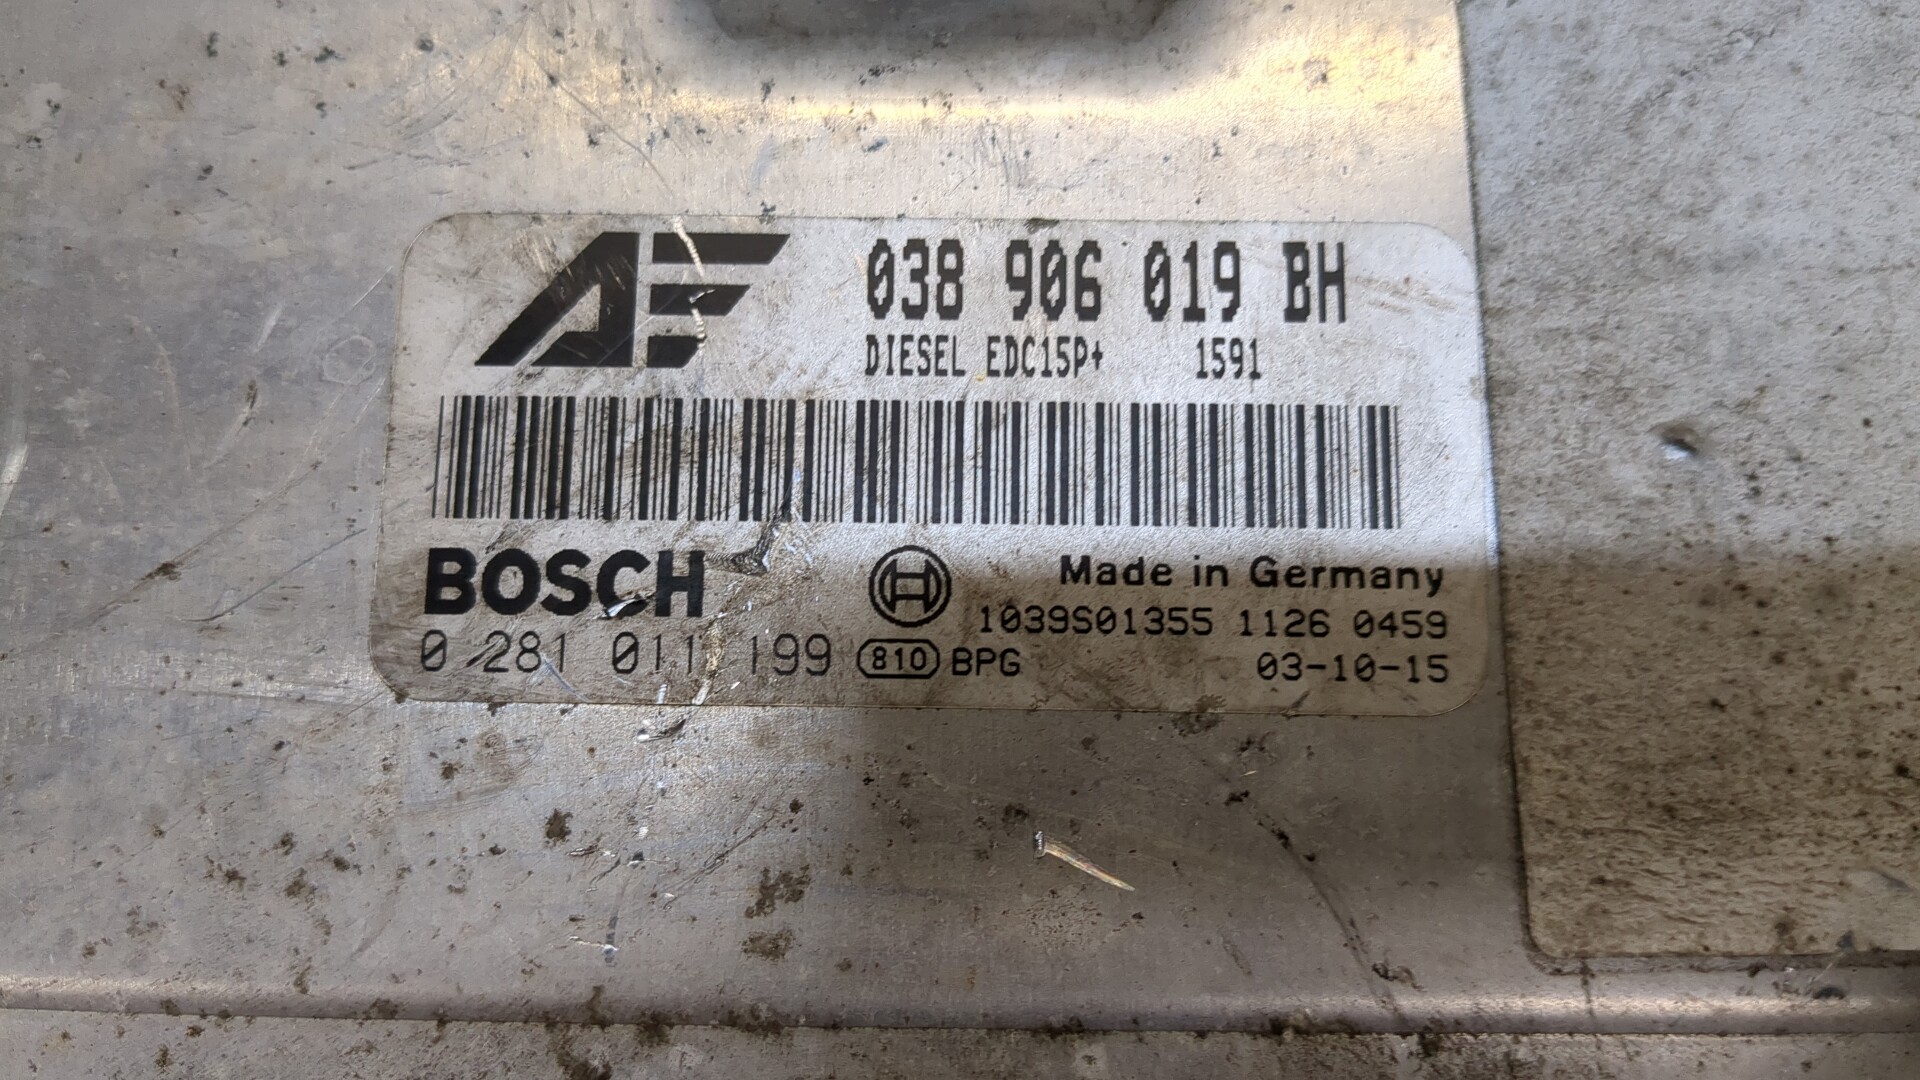 AF 038 906 019 BH
DIESEL EDC15P+ 1591
BOSCH Made in Germany
1039S01355 1126 0459
0 281 011 199 810 BPG 03-10-15